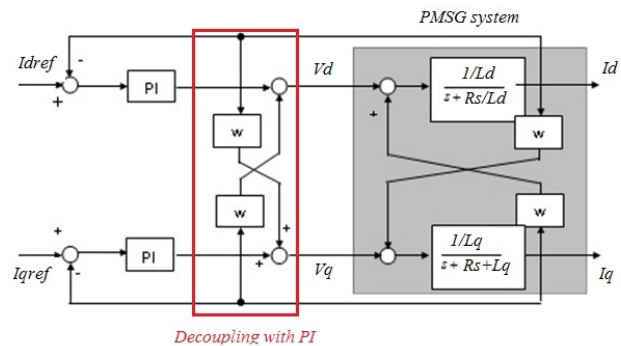 PMSG system
Idref
-
+
PI
Vd
+
1/Ld
s+ Rs/Ld
Id
w
w
w
w
+
+
Iqref
-
PI
+
Vq
1/Lq
s+ Rs+Lq
Iq
Decoupling with PI